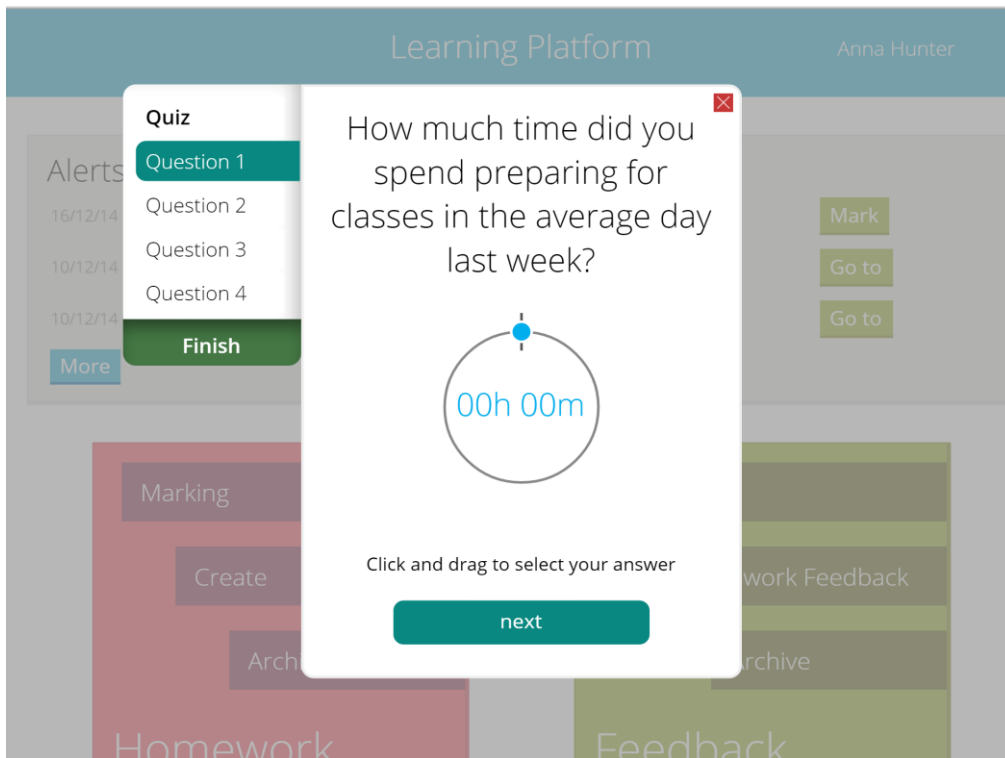 Learning Platform
Anna Hunter
Quiz
Question 1
Question 2
Question 3
Question 4
Finish
How much time did you
spend preparing for
classes in the average day
last week?
00h 00m
Click and drag to select your answer
next
Alerts
16/12/14
Mark
10/12/14
Go to
10/12/14
Go to
More
Marking
Create
Homework
Feedback
Archive
Feedback